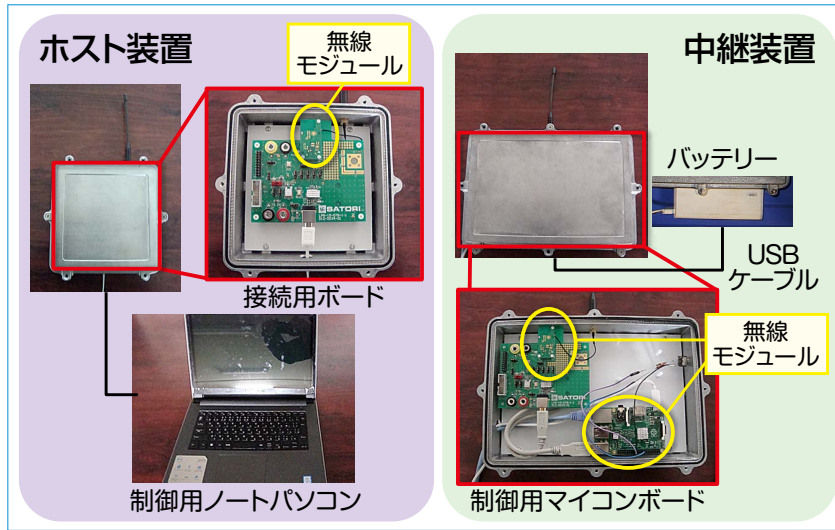 ホスト装置
無線
モジュール
接続用ボード
制御用ノートパソコン
中継装置
バッテリー
USB
ケーブル
無線
モジュール
制御用マイコンボード
SATORI
SATORI